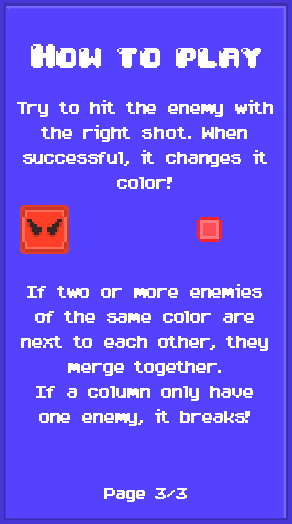 How to play
Try to hit the enemy with
the right shot. When
successful, it changes it
color!
If two or more enemies
of the same color are
next to each other, they
merge together.
If a column only have
one enemy, it breaks!
Page 3/3